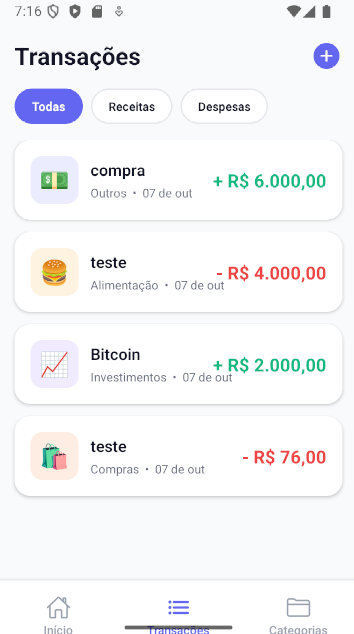 7:16
Transações
Todas
Receitas
Despesas
compra
+ R$ 6.000,00
Outros • 07 de out
teste
- R$ 4.000,00
Alimentação • 07 de out
Bitcoin
+ R$ 2.000,00
Investimentos • 07 de out
teste
- R$ 76,00
Compras • 07 de out
Início
Transações
Categorias